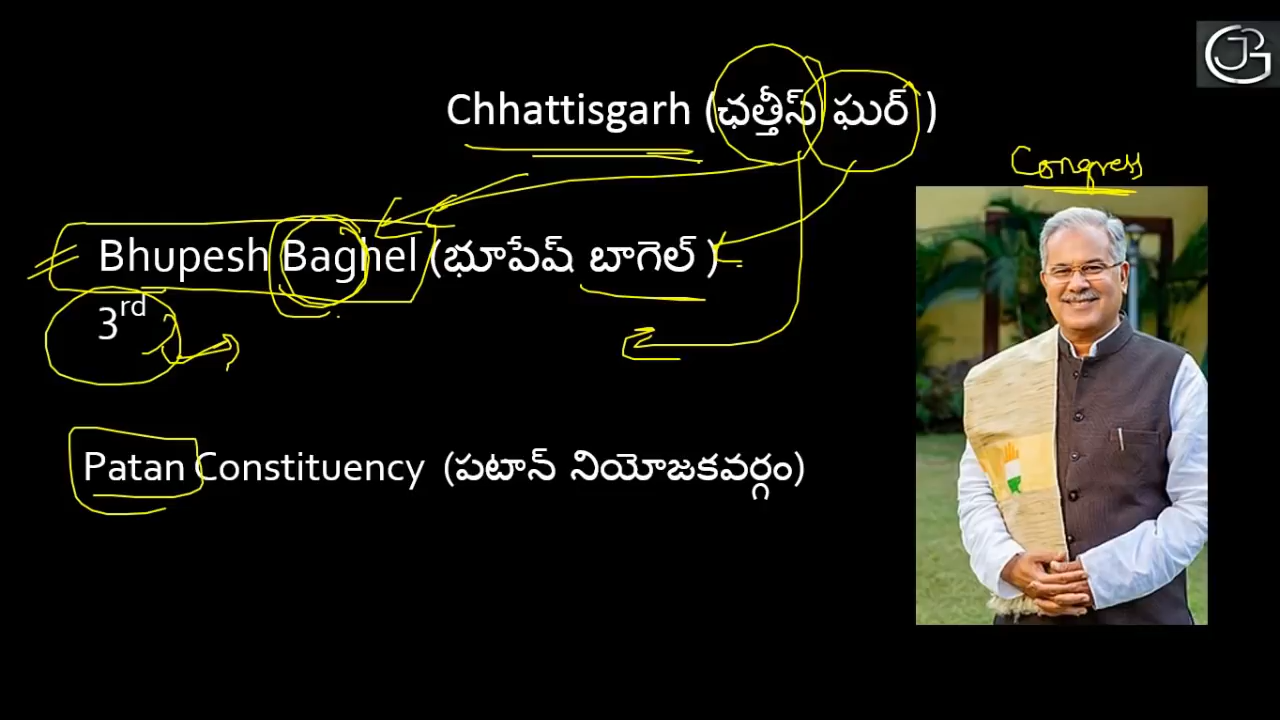 Chhattisgarh (ఛత్తీస్ ఘర్ )
Congress
Bhupesh Baghel (భూపేష్ బాగెల్ )
3rd
Patan Constituency (పటాన్ నియోజకవర్గం)